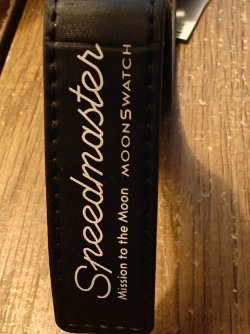 Speedmaster
MOONSWATCH
Mission to the Moon